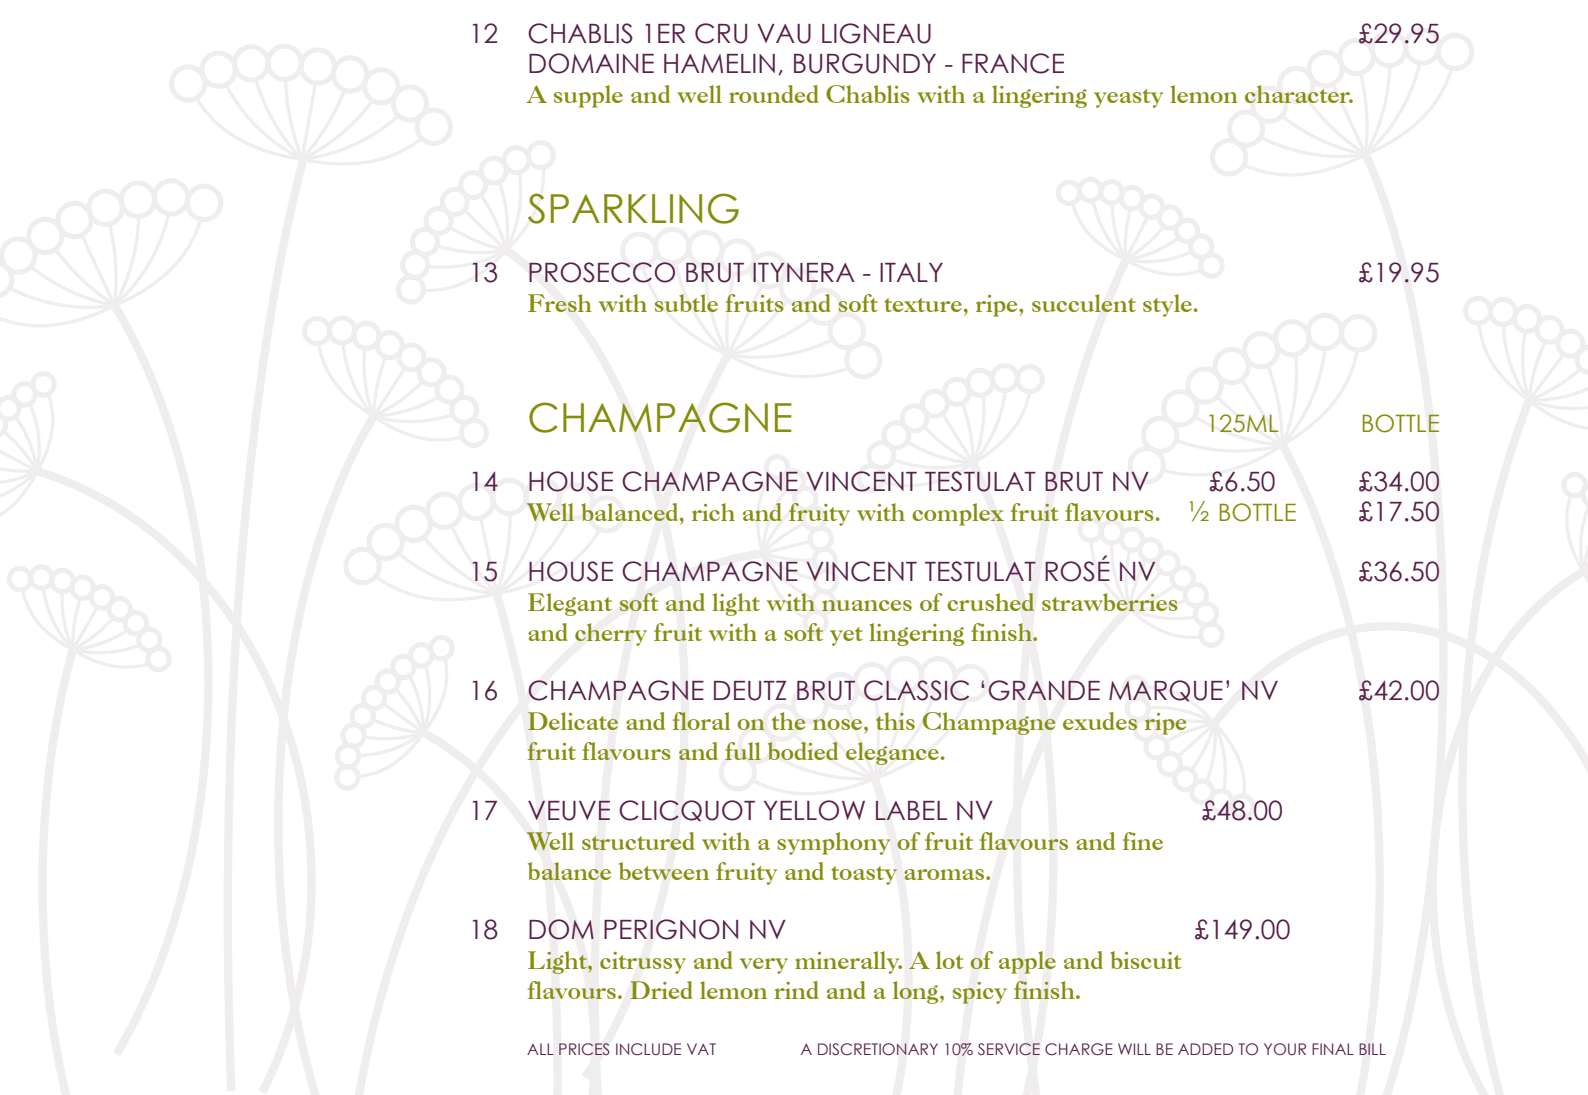 12 CHABLIS 1ER CRU VAU LIGNEAU £29.95
DOMAINE HAMELIN, BURGUNDY - FRANCE
A supple and well rounded Chablis with a lingering yeasty lemon character.
SPARKLING
13 PROSECCO BRUT ITYNERA - ITALY £19.95
Fresh with subtle fruits and soft texture, ripe, succulent style.
CHAMPAGNE 125ML BOTTLE
14 HOUSE CHAMPAGNE VINCENT TESTULAT BRUT NV £6.50 £34.00
Well balanced, rich and fruity with complex fruit flavours. ½ BOTTLE £17.50
15 HOUSE CHAMPAGNE VINCENT TESTULAT ROSÉ NV £36.50
Elegant soft and light with nuances of crushed strawberries
and cherry fruit with a soft yet lingering finish.
16 CHAMPAGNE DEUTZ BRUT CLASSIC ‘GRANDE MARQUE’ NV £42.00
Delicate and floral on the nose, this Champagne exudes ripe
fruit flavours and full bodied elegance.
17 VEUVE CLICQUOT YELLOW LABEL NV £48.00
Well structured with a symphony of fruit flavours and fine
balance between fruity and toasty aromas.
18 DOM PERIGNON NV £149.00
Light, citrussy and very minerally. A lot of apple and biscuit
flavours. Dried lemon rind and a long, spicy finish.
ALL PRICES INCLUDE VAT A DISCRETIONARY 10% SERVICE CHARGE WILL BE ADDED TO YOUR FINAL BILL